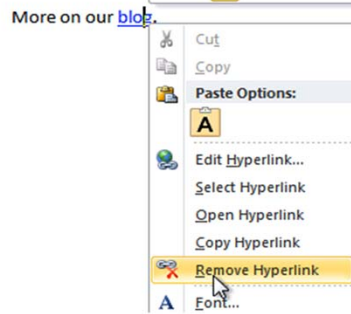 More on our blog.
Cut
Copy
Paste Options:
A
Edit Hyperlink...
Select Hyperlink
Open Hyperlink
Copy Hyperlink
Remove Hyperlink
A Font...